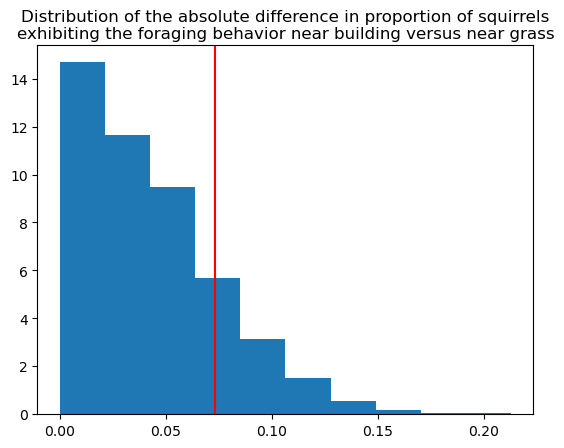 Distribution of the absolute difference in proportion of squirrels
exhibiting the foraging behavior near building versus near grass
14
12
10
8
6
4
2
0
0.00 0.05 0.10 0.15 0.20